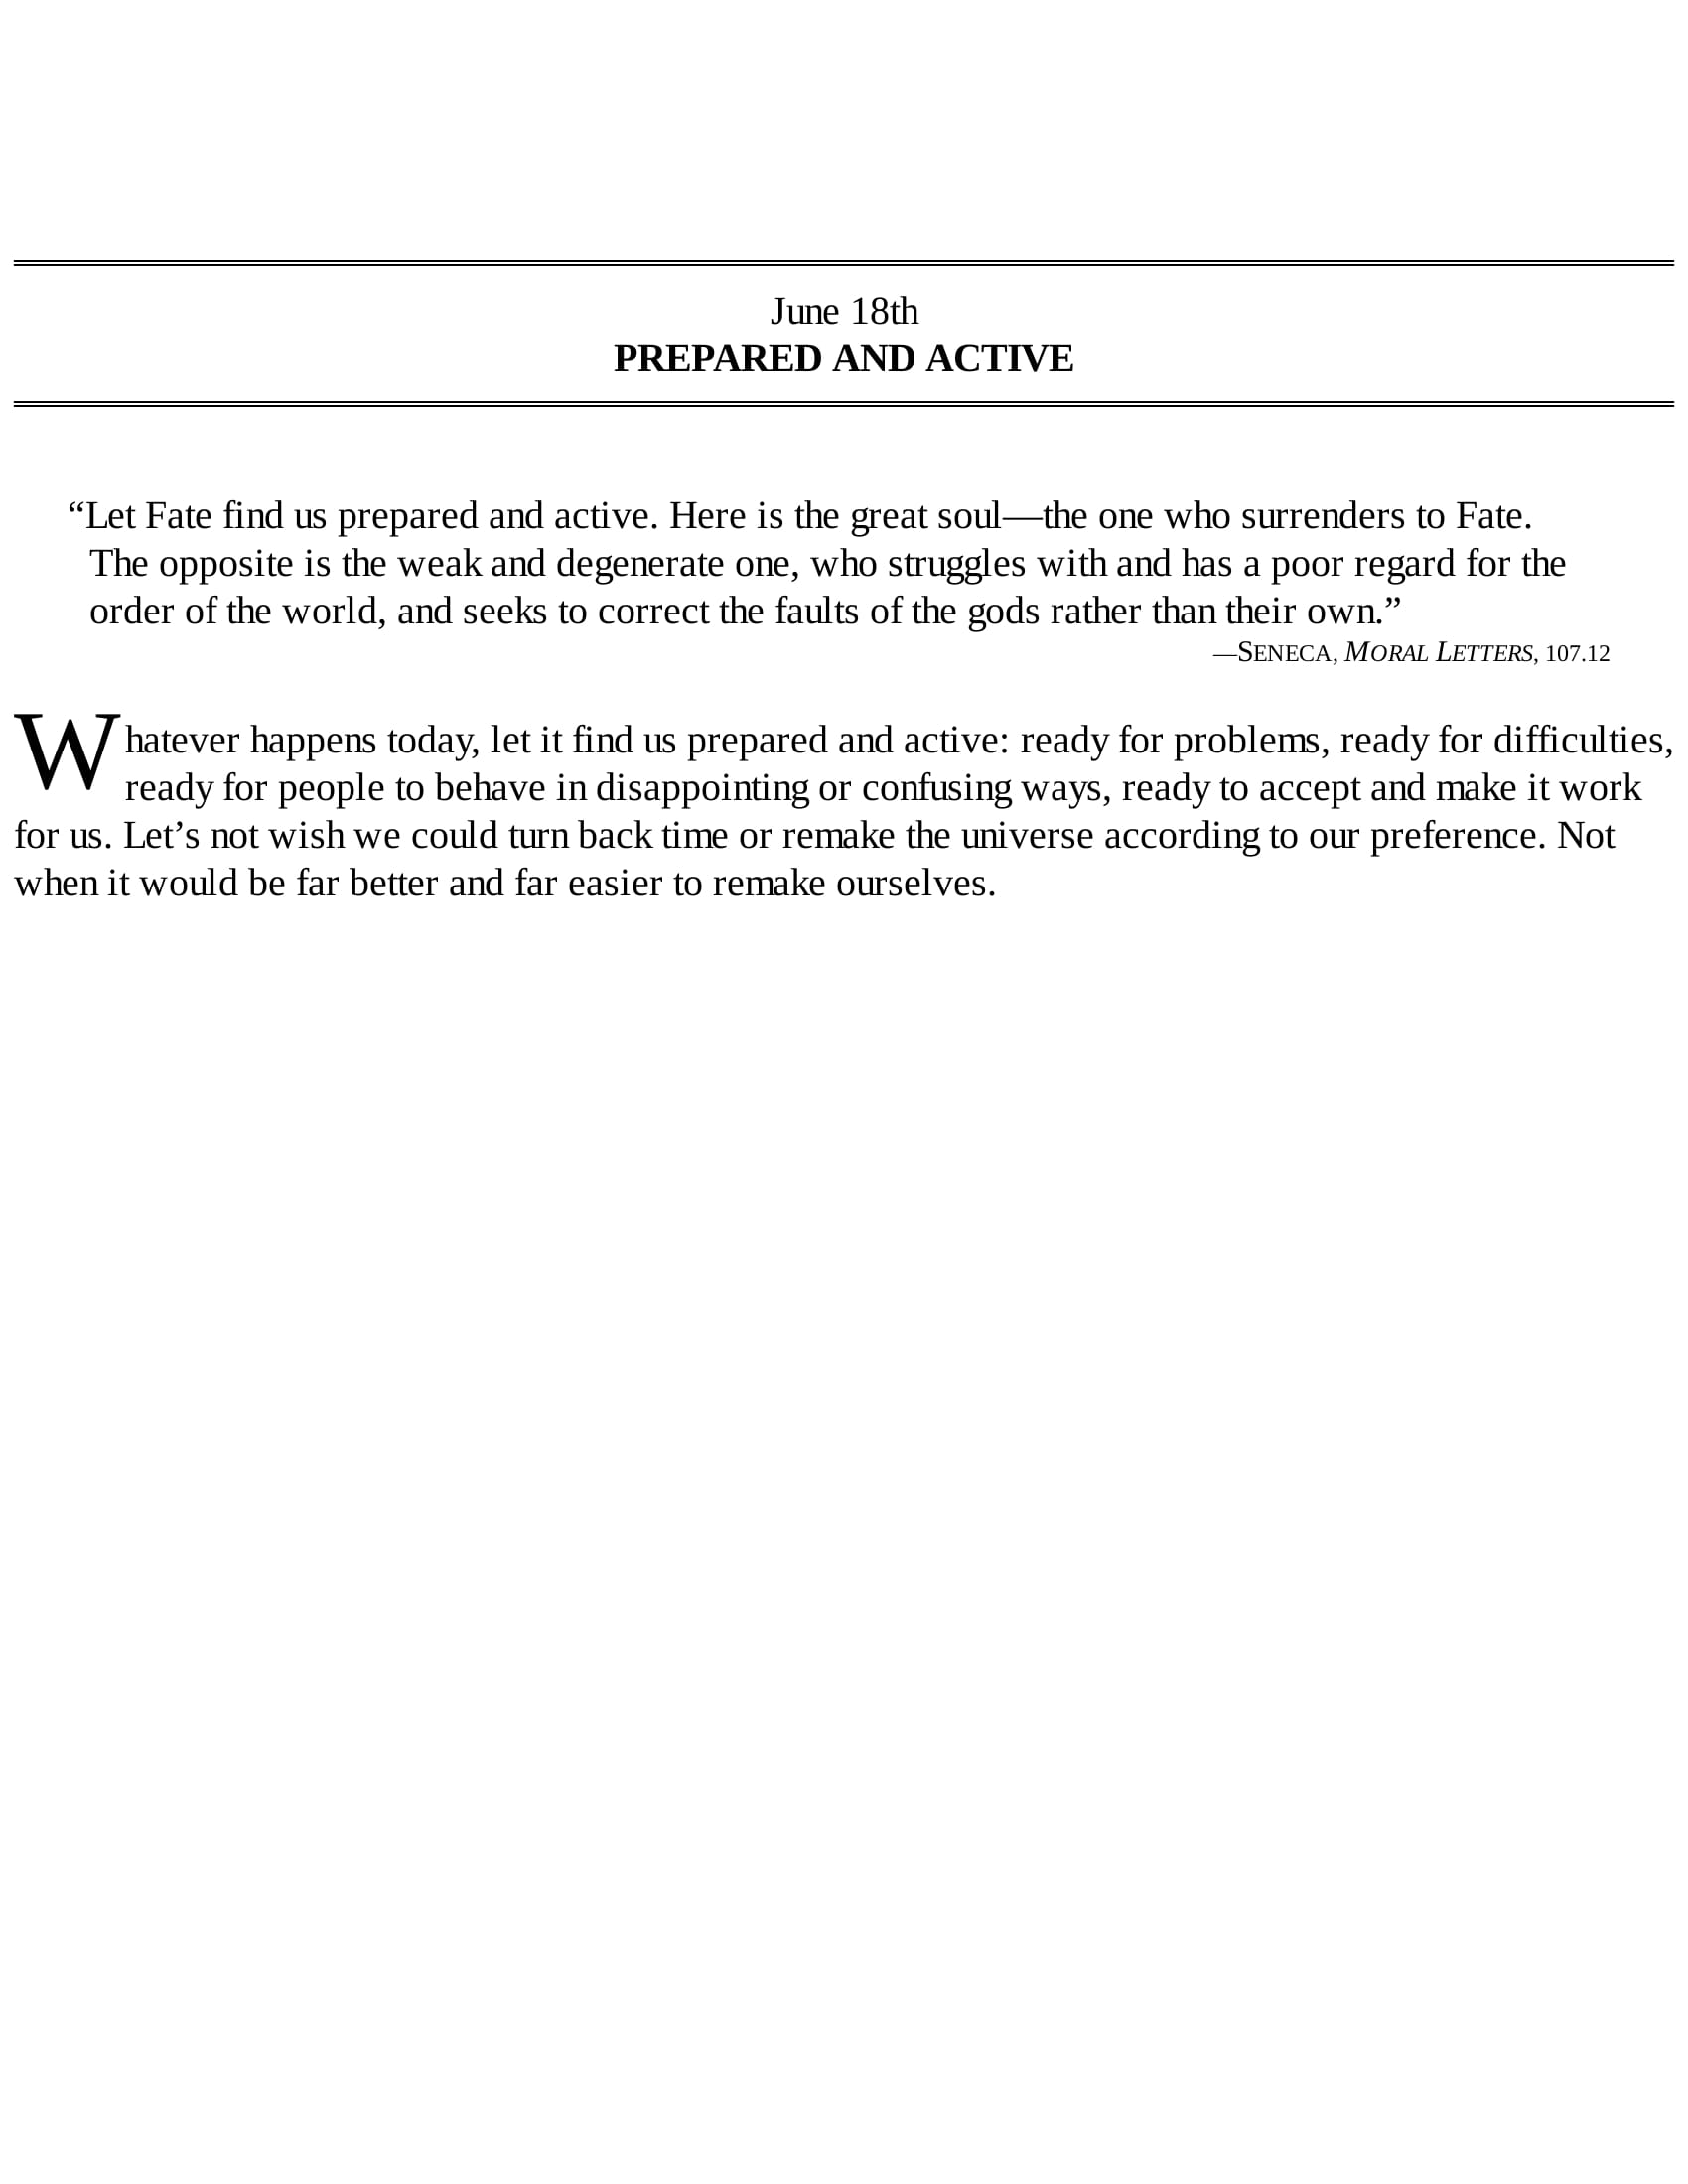 June 18th
PREPARED AND ACTIVE
“Let Fate find us prepared and active. Here is the great soul—the one who surrenders to Fate.
The opposite is the weak and degenerate one, who struggles with and has a poor regard for the
order of the world, and seeks to correct the faults of the gods rather than their own.”
—SENECA, MORAL LETTERS, 107.12
Whatever happens today, let it find us prepared and active: ready for problems, ready for difficulties,
ready for people to behave in disappointing or confusing ways, ready to accept and make it work
for us. Let’s not wish we could turn back time or remake the universe according to our preference. Not
when it would be far better and far easier to remake ourselves.